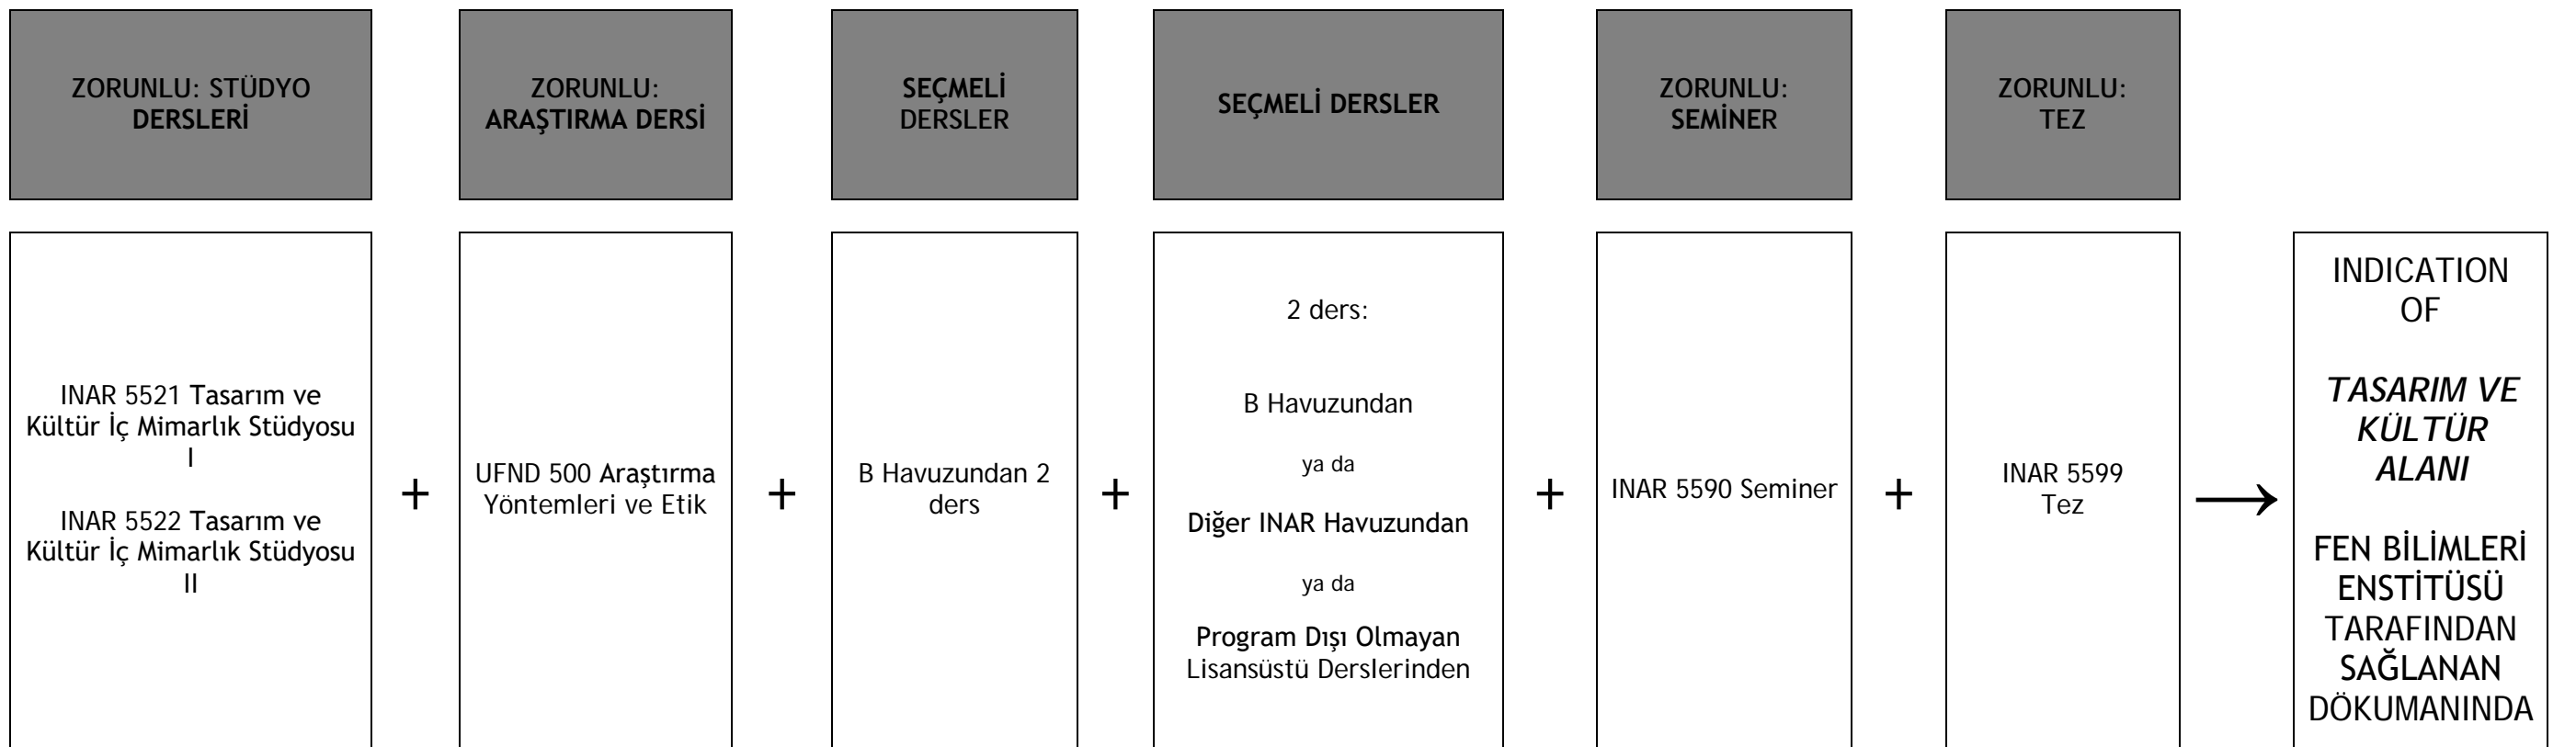 ZORUNLU: STÜDYO
DERSLERİ
ZORUNLU:
ARAŞTIRMA DERSİ
SEÇMELİ
DERSLER
SEÇMELİ DERSLER
ZORUNLU:
SEMİNER
ZORUNLU:
TEZ
INAR 5521 Tasarım ve
Kültür İç Mimarlık Stüdyosu
I
INAR 5522 Tasarım ve
Kültür İç Mimarlık Stüdyosu
II
+
UFND 500 Araştırma
Yöntemleri ve Etik
+
B Havuzundan 2
ders
+
2 ders:
B Havuzundan
ya da
Diğer INAR Havuzundan
ya da
Program Dışı Olmayan
Lisansüstü Derslerinden
+
INAR 5590 Seminer
+
INAR 5599
Tez
→
INDICATION
OF
TASARIM VE
KÜLTÜR
ALANI
FEN BİLİMLERİ
ENSTİTÜSÜ
TARAFINDAN
SAĞLANAN
DÖKUMANINDA